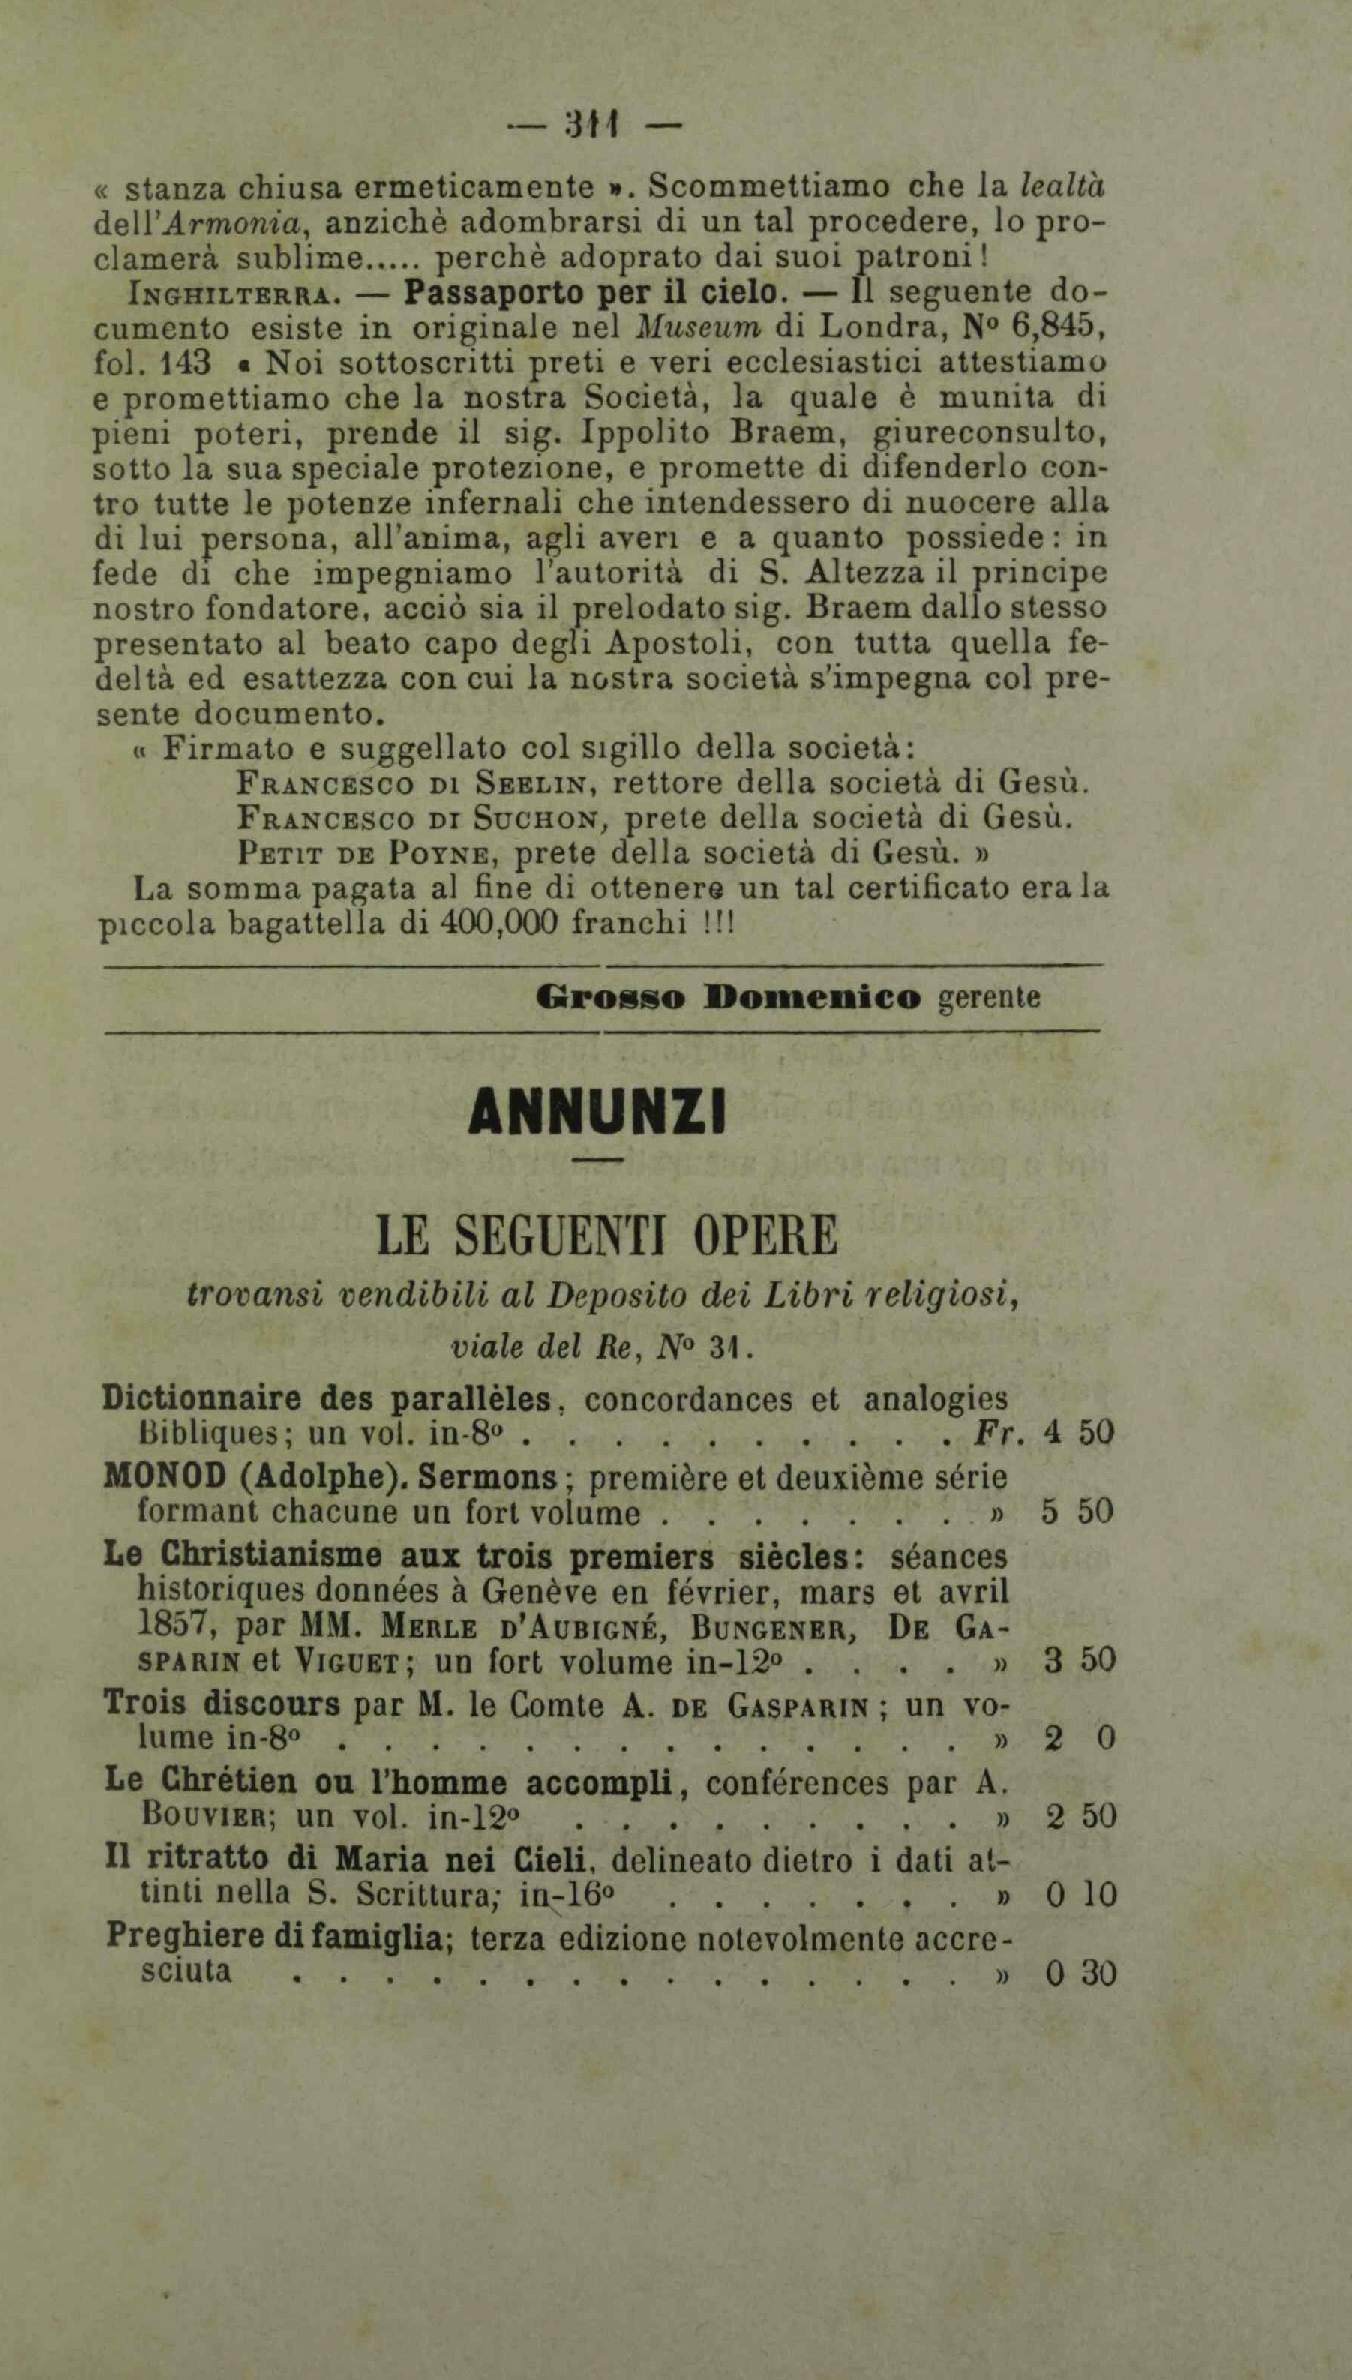 — 311 —
« stanza chiusa ermeticamente ». Scommettiamo che la lealtà
dell'Armonia, anzichè adombrarsi di un tal procedere, lo pro-
clamerà sublime..... perchè adoprato dai suoi patroni!
INGHILTERRA. — Passaporto per il cielo. — Il seguente do-
cumento esiste in originale nel Museum di Londra, Nº 6,845,
fol. 143 « Noi sottoscritti preti e veri ecclesiastici attestiamo
e promettiamo che la nostra Società, la quale è munita di
pieni poteri, prende il sig. Ippolito Braem, giureconsulto,
sotto la sua speciale protezione, e promette di difenderlo con-
tro tutte le potenze infernali che intendessero di nuocere alla
di lui persona, all'anima, agli averi e a quanto possiede: in
fede di che impegniamo l'autorità di S. Altezza il principe
nostro fondatore, acciò sia il prelodato sig. Braem dallo stesso
presentato al beato capo degli Apostoli, con tutta quella fe-
deltà ed esattezza con cui la nostra società s'impegna col pre-
sente documento.
« Firmato e suggellato col sigillo della società:
FRANCESCO DI SEELIN, rettore della società di Gesù.
FRANCESCO DI SUCHON, prete della società di Gesù.
PETIT DE POYNE, prete della società di Gesù. »
La somma pagata al fine di ottenere un tal certificato era la
piccola bagattella di 400,000 franchi !!!
Grosso Domenico gerente
ANNUNZI
LE SEGUENTI OPERE
trovansi vendibili al Deposito dei Libri religiosi,
viale del Re, Nº 31.
Dictionnaire des parallèles, concordances et analogies
Bibliques; un vol. in-8º . . . . . . . . . . Fr. 4 50
MONOD (Adolphe). Sermons; première et deuxième série
formant chacune un fort volume . . . . . . . . » 5 50
Le Christianisme aux trois premiers siècles: séances
historiques données à Genève en février, mars et avril
1857, par MM. MERLE D'AUBIGNÉ, BUNGENER, DE GA-
SPARIN et VIGUET; un fort volume in-12º . . . . » 3 50
Trois discours par M. le Comte A. DE GASPARIN; un vo-
lume in-8º . . . . . . . . . . . . . . » 2 0
Le Chrétien ou l'homme accompli, conférences par A.
BOUVIER; un vol. in-12º . . . . . . . . . » 2 50
Il ritratto di Maria nei Cieli, delineato dietro i dati at-
tinti nella S. Scrittura; in-16º . . . . . . . » 0 10
Preghiere di famiglia; terza edizione notevolmente accre-
sciuta . . . . . . . . . . . . . . . » 0 30